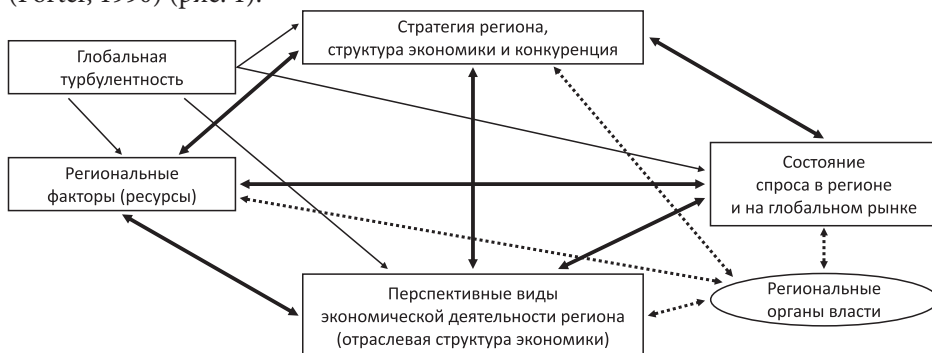 (Porter, 1990) (рис. 1).
Стратегия региона,
структура экономики и конкуренция
Глобальная
турбулентность
Региональные
факторы (ресурсы)
Состояние
спроса в регионе
и на глобальном рынке
Перспективные виды
экономической деятельности региона
(отраслевая структура экономики)
Региональные
органы власти